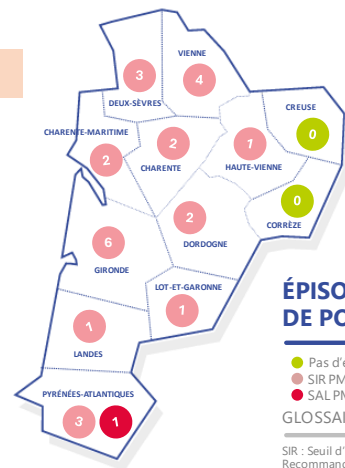 VIENNE
3
4
DEUX-SÈVRES
CREUSE
CHARENTE-MARITIME
0
2
2
1
CHARENTE
HAUTE-VIENNE
0
2
CORRÈZE
DORDOGNE
6
GIRONDE
LOT-ET-GARONNE
1
1
LANDES
PYRÉNÉES-ATLANTIQUES
3
1
ÉPISO
DE PO
Pas d'é
SIR PM
SAL PM
GLOSSAI
SIR : Seuil d'
Recommand